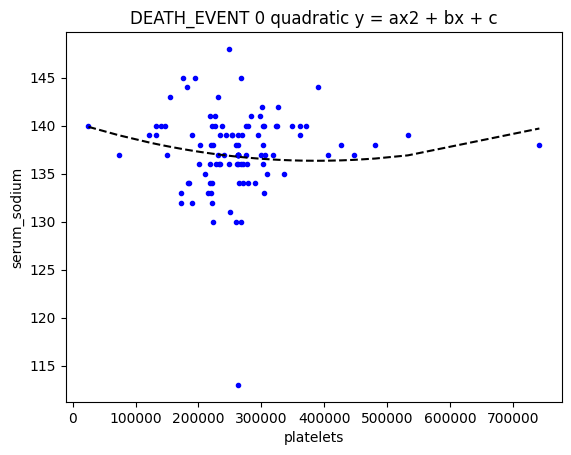 DEATH_EVENT 0 quadratic y = ax2 + bx + c
145
140
135
130
125
120
115
serum_sodium
0 100000 200000 300000 400000 500000 600000 700000
platelets